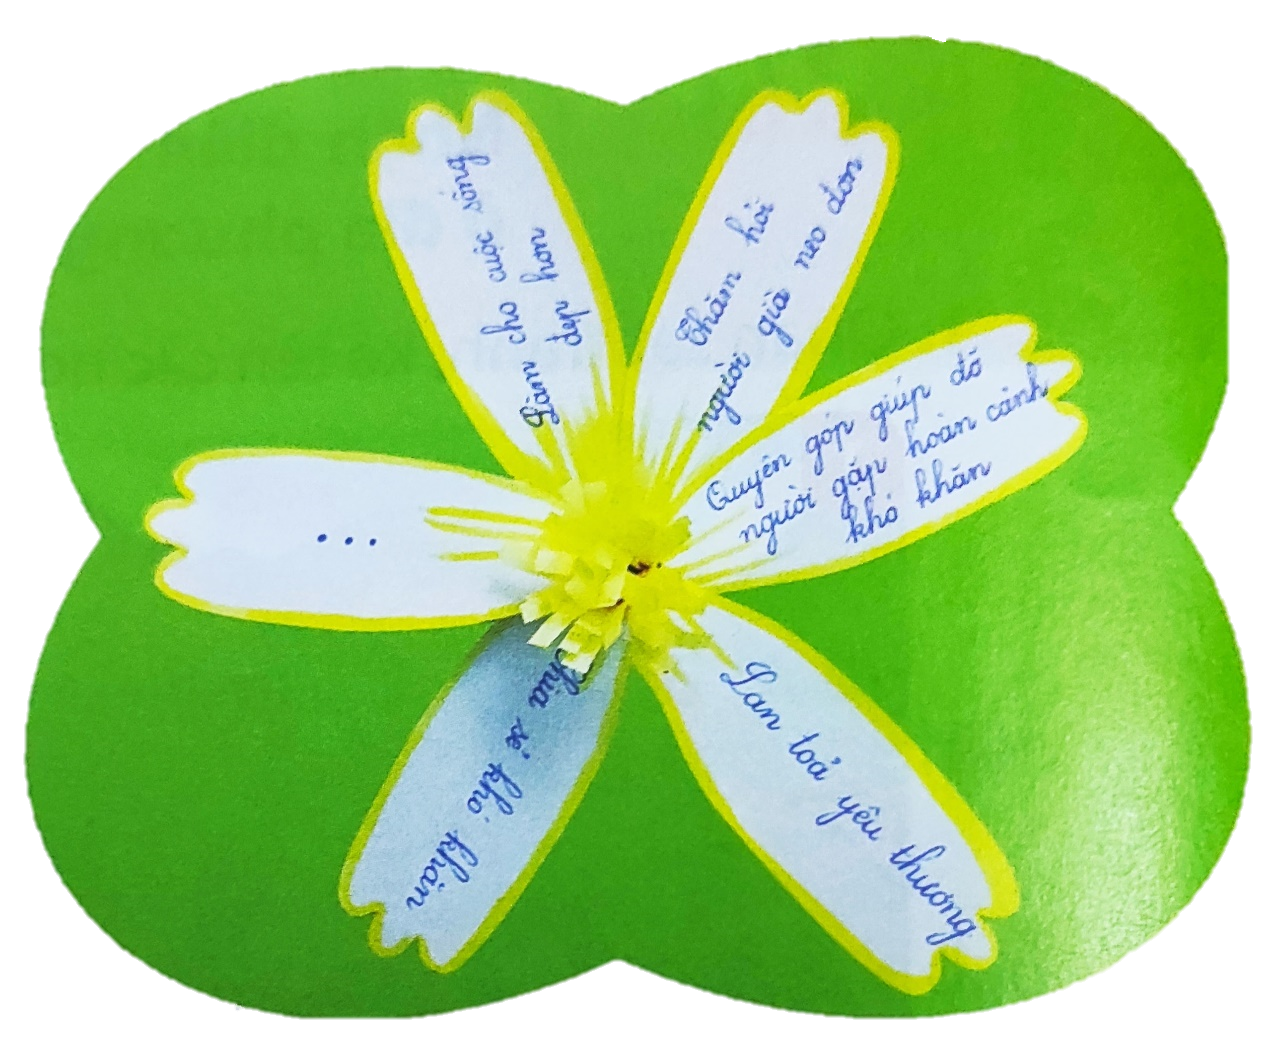 Làm cho cuộc sống
đẹp hơn
Thăm hỏi
người già neo đơn
Quyên góp giúp đỡ
người gặp hoàn cảnh
khó khăn
Lan toả yêu thương
Chia sẻ khó khăn
...